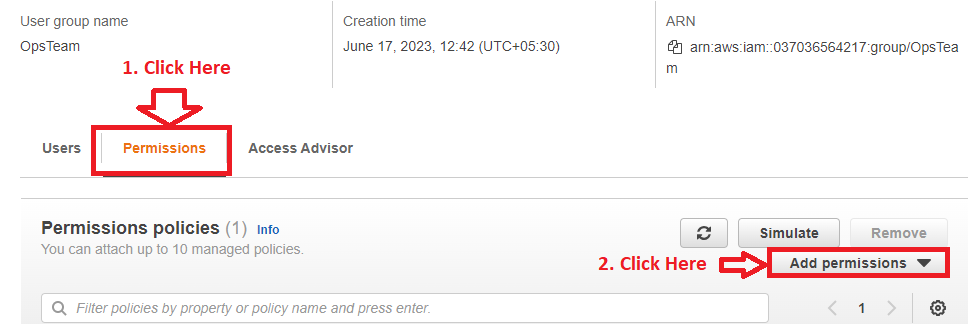 User group name
Creation time
ARN
OpsTeam
June 17, 2023, 12:42 (UTC+05:30)
arn:aws:iam::037036564217:group/OpsTea
m
1. Click Here
Users
Permissions
Access Advisor
Permissions policies (1) Info
You can attach up to 10 managed policies.
Simulate
Remove
2. Click Here
Add permissions
Filter policies by property or policy name and press enter.
1